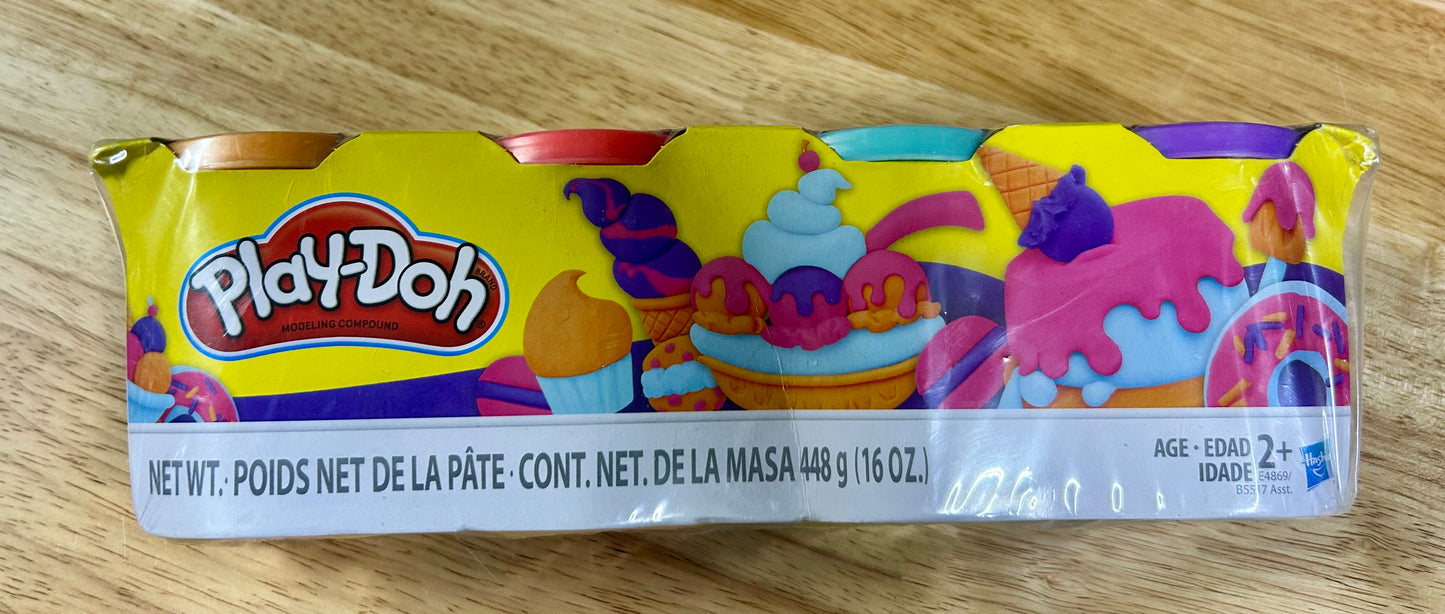 Play-Doh
BRAND
MODELING COMPOUND
®
NET WT.· POIDS NET DE LA PÂTE · CONT. NET. DE LA MASA 448 g (16 OZ.)
AGE · EDAD 2+
IDADE
E4869/
B5517 Asst.
Hasbro